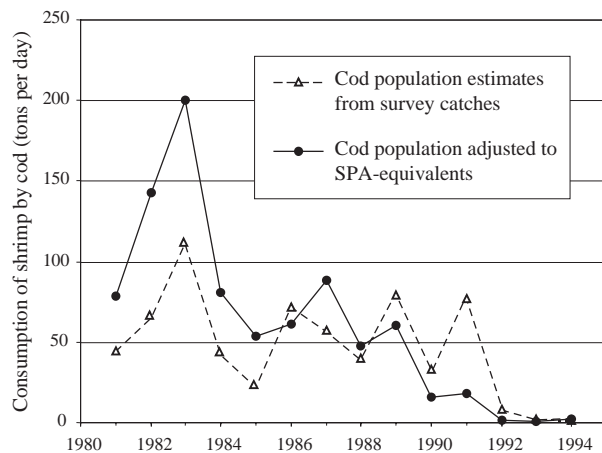 Consumption of shrimp by cod (tons per day)
250
200
150
100
50
0
Cod population estimates
from survey catches
Cod population adjusted to
SPA-equivalents
1980 1982 1984 1986 1988 1990 1992 1994